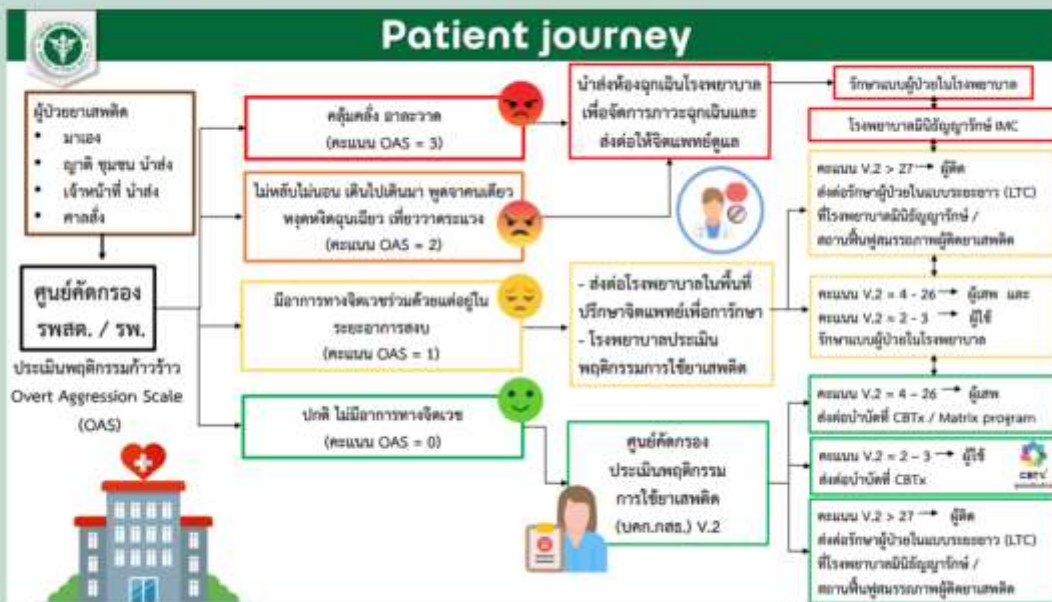 Patient journey
ผู้ป่วยยาเสพติด
• มาเอง
• ญาติ ชุมชน นำส่ง
• เจ้าหน้าที่ นำส่ง
• ศาลสั่ง
ศูนย์คัดกรอง
รพสต. / รพ.
ประเมินพฤติกรรมก้าวร้าว
Overt Aggression Scale
(OAS)
คลุ้มคลั่ง อาละวาด
(คะแนน OAS = 3)
ไม่หลับไม่นอน เดินไปเดินมา พูดจาคนเดียว
หงุดหงิดฉุนเฉียว เที่ยวหวาดระแวง
(คะแนน OAS = 2)
มีอาการทางจิตเวชร่วมด้วยแต่อยู่ใน
ระยะอาการสงบ
(คะแนน OAS = 1)
ปกติ ไม่มีอาการทางจิตเวช
(คะแนน OAS = 0)
นำส่งห้องฉุกเฉินโรงพยาบาล
เพื่อจัดการภาวะฉุกเฉินและ
ส่งต่อให้จิตแพทย์ดูแล
- ส่งต่อโรงพยาบาลในพื้นที่
ปรึกษาจิตแพทย์เพื่อการรักษา
- โรงพยาบาลประเมิน
พฤติกรรมการใช้ยาเสพติด
ศูนย์คัดกรอง
ประเมินพฤติกรรม
การใช้ยาเสพติด
(บคก.กสธ.) V.2
รักษาแบบผู้ป่วยในโรงพยาบาล
โรงพยาบาลมินิธัญญารักษ์ IMC
คะแนน V.2 > 27 → ผู้ติด
ส่งต่อรักษาผู้ป่วยในแบบระยะยาว (LTC)
ที่โรงพยาบาลมินิธัญญารักษ์ /
สถานฟื้นฟูสมรรถภาพผู้ติดยาเสพติด
คะแนน V.2 = 4 - 26 → ผู้เสพ และ
คะแนน V.2 = 2 - 3 → ผู้ใช้
รักษาแบบผู้ป่วยในโรงพยาบาล
คะแนน V.2 = 4 - 26 → ผู้เสพ
ส่งต่อบำบัดที่ CBTx / Matrix program
คะแนน V.2 = 2 – 3 → ผู้ใช้
ส่งต่อบำบัดที่ CBTx
CBTx
คะแนน V.2 > 27 → ผู้ติด
ส่งต่อรักษาผู้ป่วยในแบบระยะยาว (LTC)
ที่โรงพยาบาลมินิธัญญารักษ์ /
สถานฟื้นฟูสมรรถภาพผู้ติดยาเสพติด